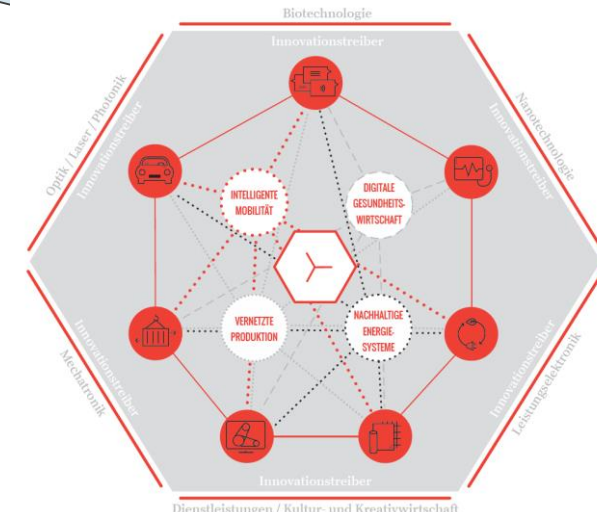 Biotechnologie
Innovationstreiber
Optik / Laser / Photonik
Innovationstreiber
Nanotechnologie
Innovationstreiber
INTELLIGENTE
MOBILITÄT
DIGITALE
GESUNDHEITS-
WIRTSCHAFT
VERNETZTE
PRODUKTION
NACHHALTIGE
ENERGIE-
SYSTEME
Mechatronik
Innovationstreiber
Leistungselektronik
Innovationstreiber
Innovationstreiber
Dienstleistungen / Kultur- und Kreativwirtschaft